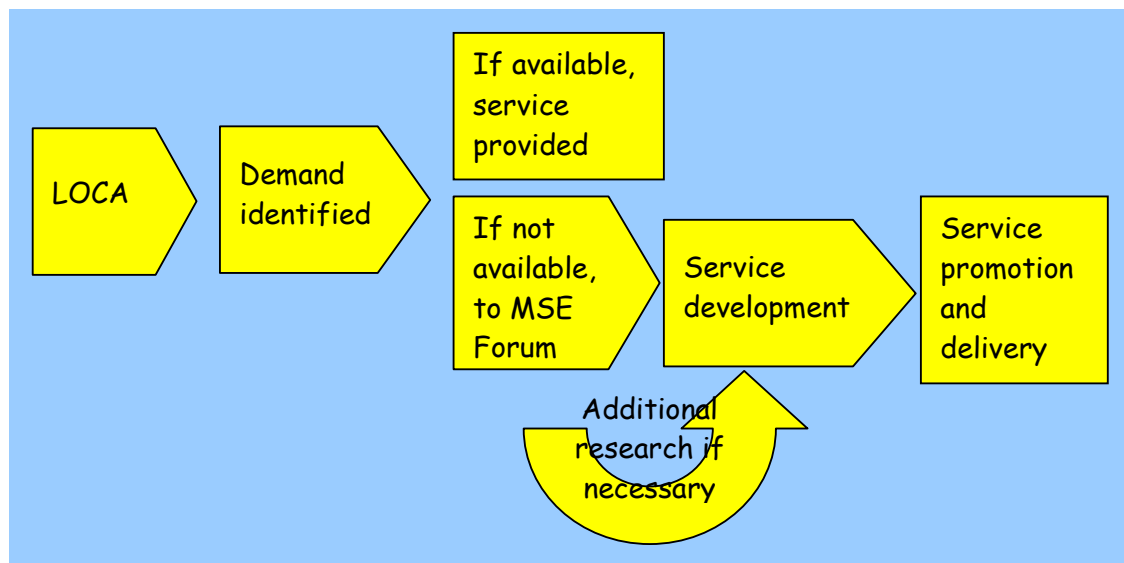 LOCA
Demand
identified
If available,
service
provided
If not
available,
to MSE
Forum
Service
development
Service
promotion
and
delivery
Additional
research if
necessary